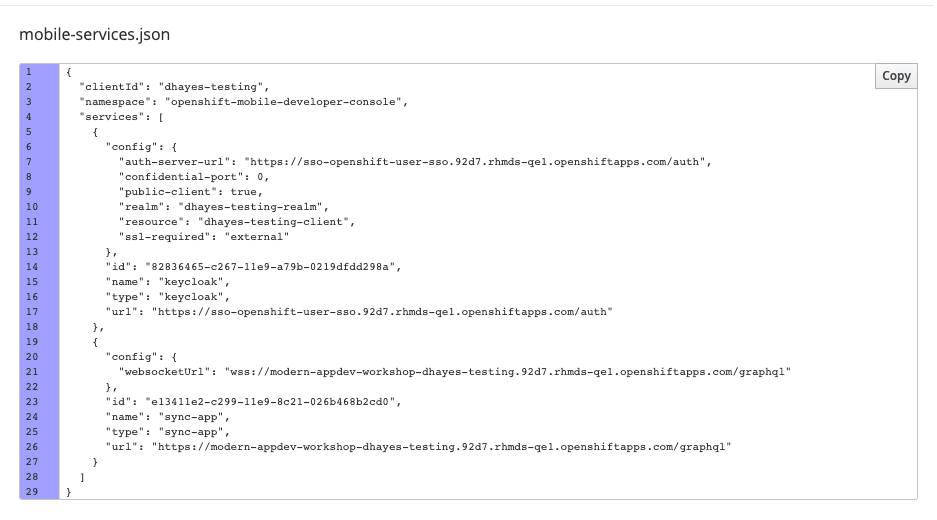 mobile-services.json
Copy
1 {
2   "clientId": "dhayes-testing",
3   "namespace": "openshift-mobile-developer-console",
4   "services": [
5     {
6       "config": {
7         "auth-server-url": "https://sso-openshift-user-sso.92d7.rhmds-qe1.openshiftapps.com/auth",
8         "confidential-port": 0,
9         "public-client": true,
10         "realm": "dhayes-testing-realm",
11         "resource": "dhayes-testing-client",
12         "ssl-required": "external"
13       },
14       "id": "82836465-c267-11e9-a79b-0219dfdd298a",
15       "name": "keycloak",
16       "type": "keycloak",
17       "url": "https://sso-openshift-user-sso.92d7.rhmds-qe1.openshiftapps.com/auth"
18     },
19     {
20       "config": {
21         "websocketUrl": "wss://modern-appdev-workshop-dhayes-testing.92d7.rhmds-qe1.openshiftapps.com/graphql"
22       },
23       "id": "e13411e2-c299-11e9-8c21-026b468b2cd0",
24       "name": "sync-app",
25       "type": "sync-app",
26       "url": "https://modern-appdev-workshop-dhayes-testing.92d7.rhmds-qe1.openshiftapps.com/graphql"
27     }
28   ]
29 }